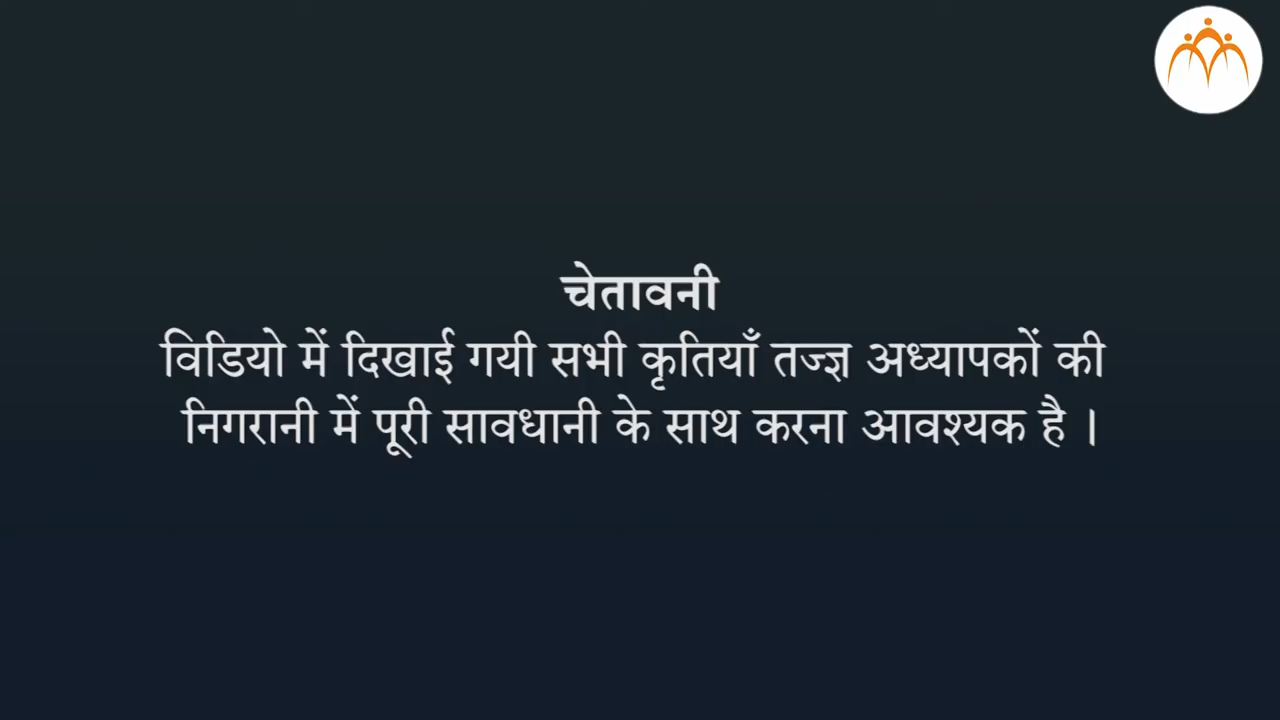 चेतावनी
विडियो में दिखाई गयी सभी कृतियाँ तज्ज्ञ अध्यापकों की
निगरानी में पूरी सावधानी के साथ करना आवश्यक है ।